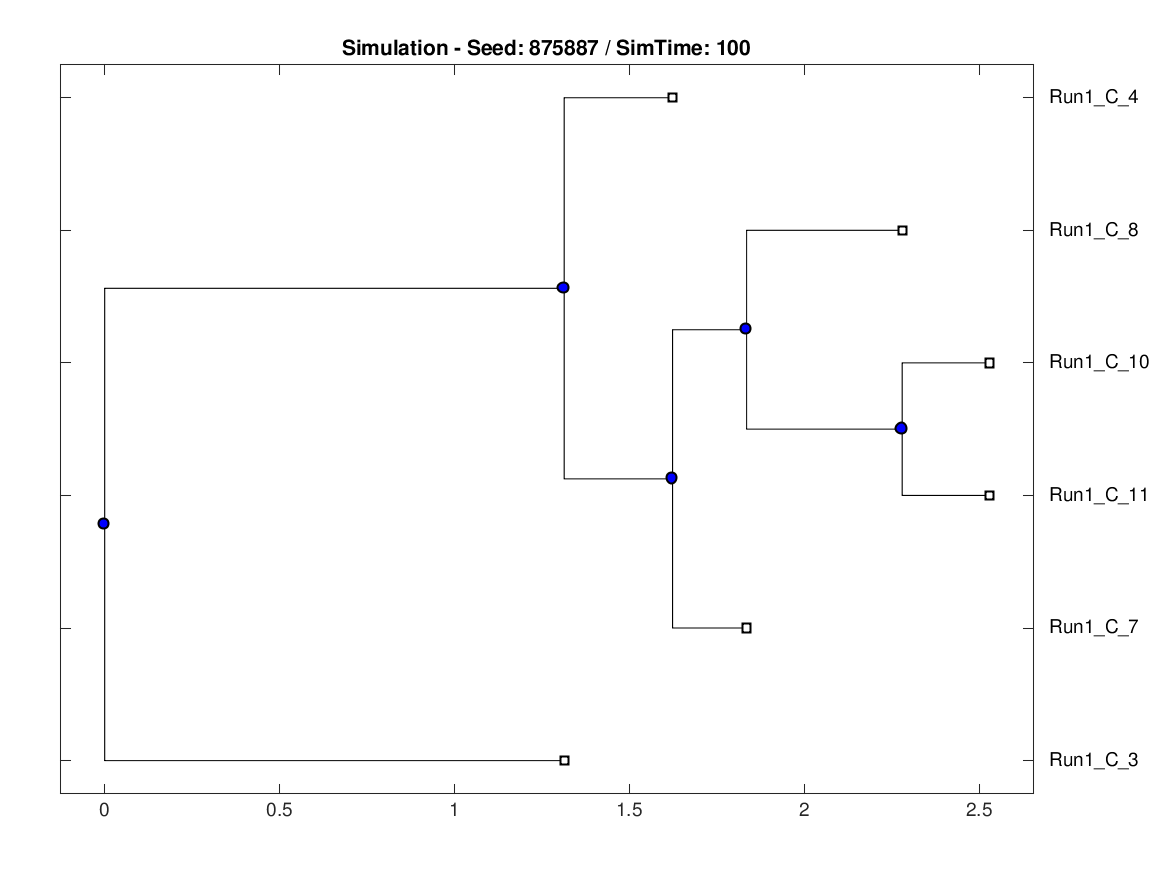 Simulation - Seed: 875887 / SimTime: 100
Run1_C_4
Run1_C_8
Run1_C_10
Run1_C_11
Run1_C_7
Run1_C_3
0 0.5 1 1.5 2 2.5